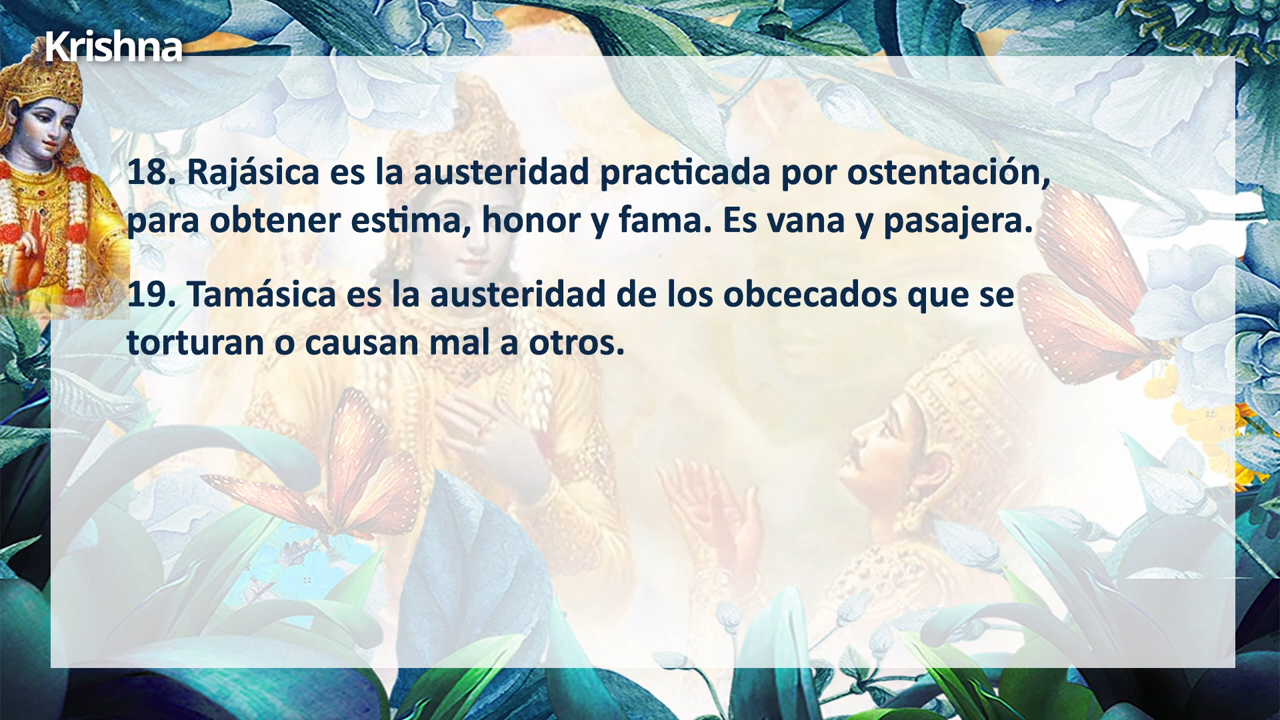 Krishna
18. Rajásica es la austeridad practicada por ostentación,
para obtener estima, honor y fama. Es vana y pasajera.
19. Tamásica es la austeridad de los obcecados que se
torturan o causan mal a otros.